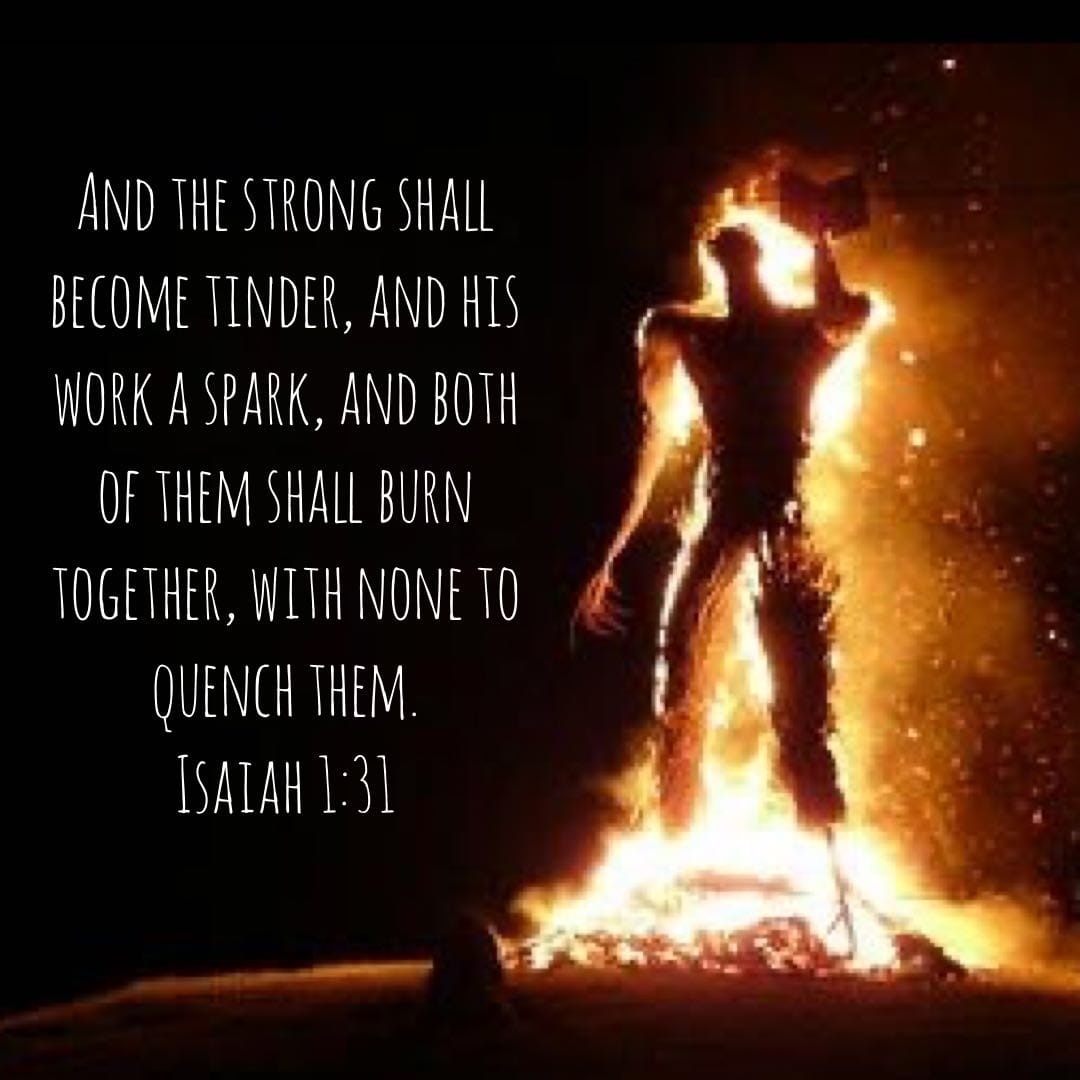 And the strong shall
become tinder, and his
work a spark, and both
of them shall burn
together, with none to
quench them.
Isaiah 1:31